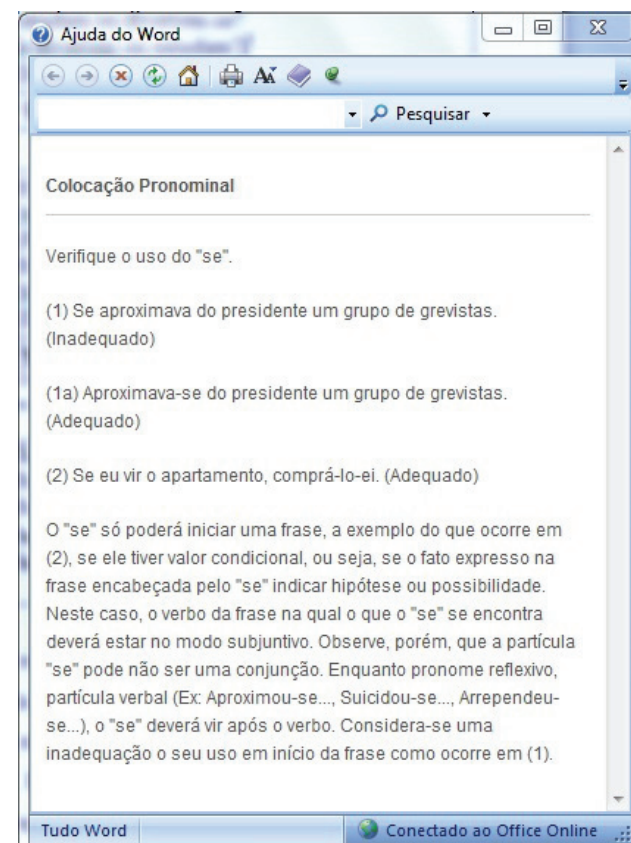 Ajuda do Word
Pesquisar
Colocação Pronominal
Verifique o uso do "se".
(1) Se aproximava do presidente um grupo de grevistas.
(Inadequado)
(1a) Aproximava-se do presidente um grupo de grevistas.
(Adequado)
(2) Se eu vir o apartamento, comprá-lo-ei. (Adequado)
O "se" só poderá iniciar uma frase, a exemplo do que ocorre em
(2), se ele tiver valor condicional, ou seja, se o fato expresso na
frase encabeçada pelo "se" indicar hipótese ou possibilidade.
Neste caso, o verbo da frase na qual o que o "se" se encontra
deverá estar no modo subjuntivo. Observe, porém, que a partícula
"se" pode não ser uma conjunção. Enquanto pronome reflexivo,
partícula verbal (Ex: Aproximou-se..., Suicidou-se..., Arrependeu-
se...), o "se" deverá vir após o verbo. Considera-se uma
inadequação o seu uso em início da frase como ocorre em (1).
Tudo Word
Conectado ao Office Online